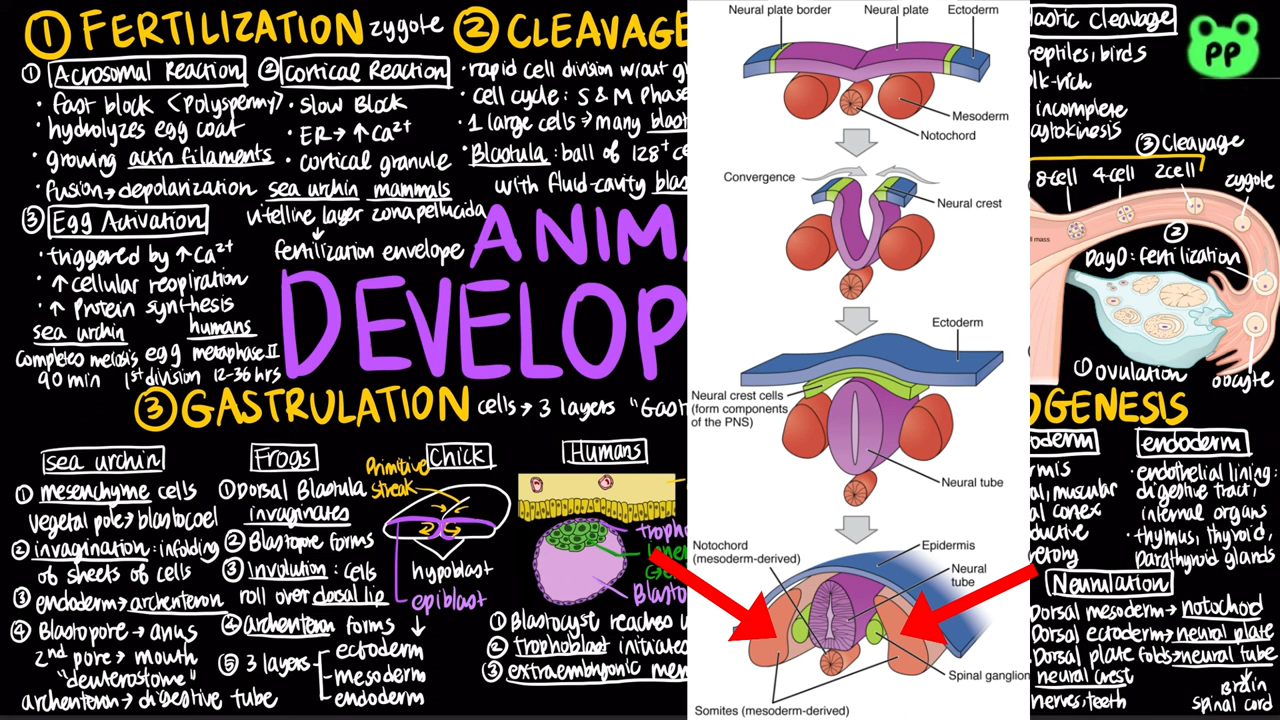 ① FERTILIZATION zygote
① Acrosomal Reaction
• fast block (polyspermy)
• hydrolyzes egg coat
• growing actin filaments
• fusion → depolarization
② Cortical Reaction
• slow Block
• ER → ↑ Ca²⁺
• cortical granule
sea urchin mammals
vitelline layer zona pellucida
↓
fertilization envelope
③ Egg Activation
• triggered by ↑ Ca²⁺
• ↑ cellular respiration
• ↑ Protein synthesis
sea urchin humans
completes meiosis egg metaphase II
90 min 1st division 12-36 hrs
② CLEAVAGE
• rapid cell division w/out
• cell cycle: S & M Phase
• 1 large cells → many
• Blastula: ball of 128⁺
with fluid-cavity
ANIM
DEVELOP
③ GASTRULATION cells → 3 layers
sea urchin
① mesenchyme cells
vegetal pole → blastocoel
② invagination: infolding
of sheets of cells
③ endoderm → archenteron
④ Blastopore → anus
2nd pore → mouth
"deuterostome"
archenteron → digestive tube
Frogs
① Dorsal Blastula
invaginates
② Blastopore forms
③ Involution: cells
roll over dorsal lip
④ archenteron forms
⑤ 3 layers
ectoderm
mesoderm
endoderm
Chick
Primitive
streak
hypoblast
epiblast
Humans
① Blastocyst reaches
② trophoblast
③ extraembryonic
Neural plate border
Neural plate
Ectoderm
Mesoderm
Notochord
Convergence
Neural crest
Ectoderm
Neural crest cells
(form components
of the PNS)
Neural tube
Notochord
(mesoderm-derived)
Epidermis
Neural
tube
Spinal ganglion
Somites (mesoderm-derived)
cleavage
reptiles, birds
incomplete
cytokinesis
PP
③ Cleavage
8-cell 4-cell 2cell zygote
mass
②
Day 0: fertilization
① ovulation
oocyte
OGENESIS
endoderm
• endothelial lining:
digestive tract,
internal organs
• thymus, thyroid,
parathyroid glands
muscular
Neurulation
Dorsal mesoderm → notochord
Dorsal ectoderm → neural plate
Dorsal plate folds → neural tube
neural crest
nerves, teeth
Brain
spinal cord